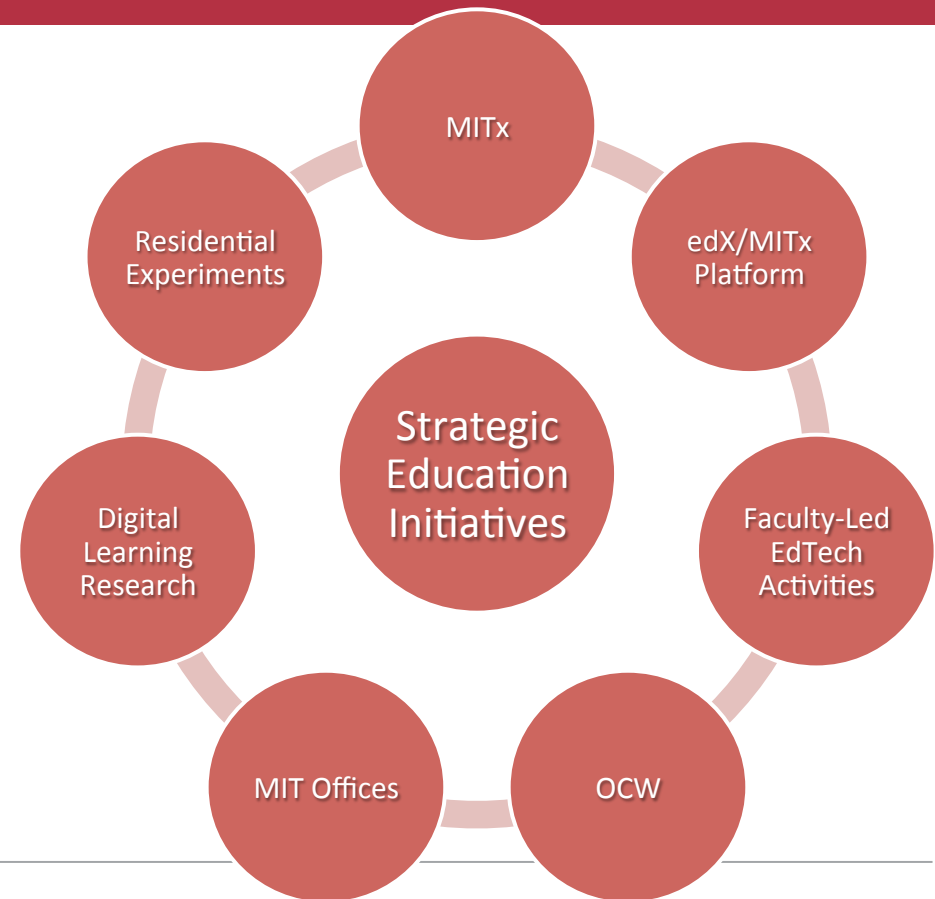 MITx
edX/MITx
Platform
Faculty-Led
EdTech
Activities
OCW
MIT Offices
Digital
Learning
Research
Residential
Experiments
Strategic
Education
Initiatives